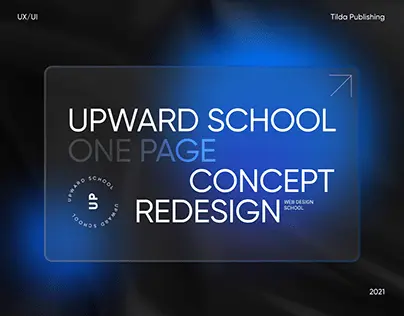 UX/UI
Tilda Publishing
UPWARD SCHOOL
ONE PAGE
CONCEPT
REDESIGN
WEB DESIGN
SCHOOL
UPWARD SCHOOL
UPWARD SCHOOL
UP
2021